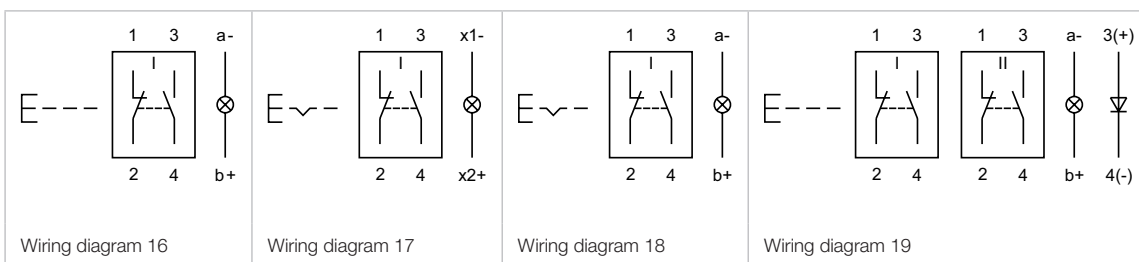 1 3 a-
I
2 4 b+
Wiring diagram 16
1 3 x1-
I
2 4 x2+
Wiring diagram 17
1 3 a-
I
2 4 b+
Wiring diagram 18
1 3 1 3 a- 3(+)
I II
2 4 2 4 b+ 4(-)
Wiring diagram 19